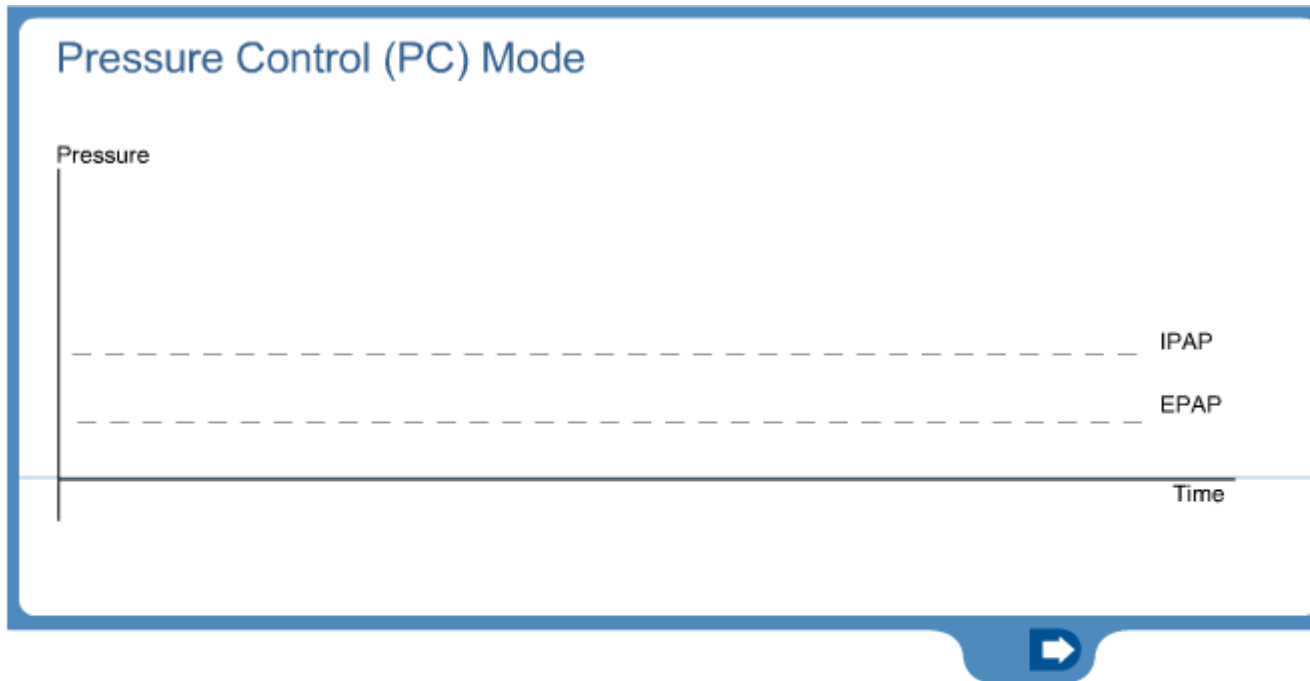 Pressure Control (PC) Mode
Pressure
IPAP
EPAP
Time